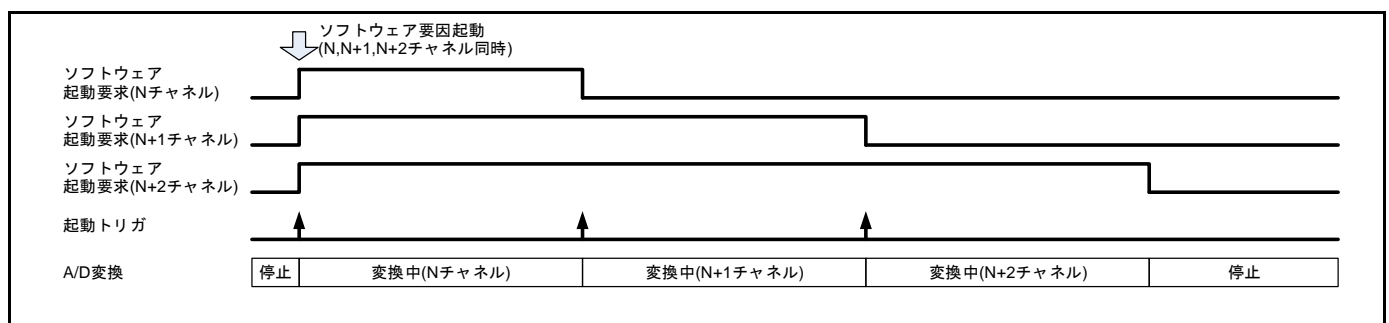 ソフトウェア要因起動
(N,N+1,N+2チャネル同時)
ソフトウェア
起動要求(Nチャネル)
ソフトウェア
起動要求(N+1チャネル)
ソフトウェア
起動要求(N+2チャネル)
起動トリガ
A/D変換
停止
変換中(Nチャネル)
変換中(N+1チャネル)
変換中(N+2チャネル)
停止